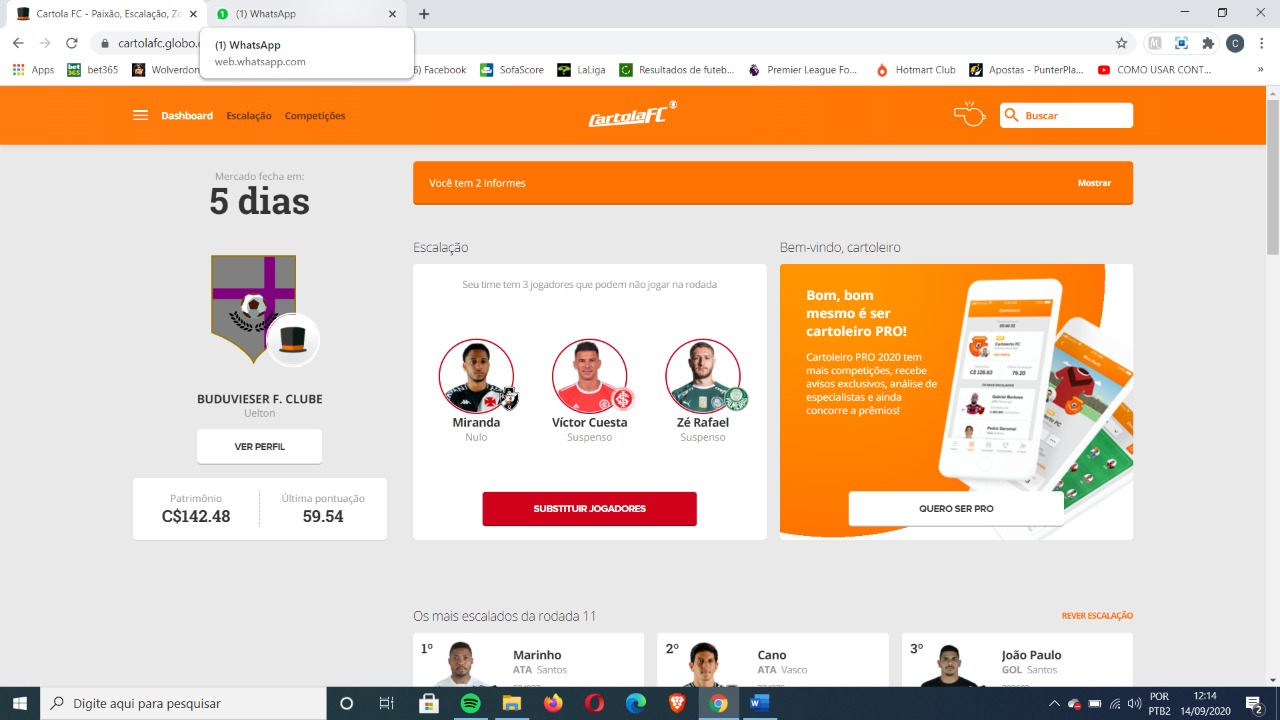 Cartola FC - Paixão, Escalação, Ze
(1) WhatsApp
cartolafc.globo.
(1) WhatsApp
web.whatsapp.com
M
C
Apps
bet365
Wolverdon
6) Facebook
SofaScore
LaLiga
Resultados de futeb...
Premier League Fo...
Hotmart Club
Apostas - PunterPla...
COMO USAR CONT...
»
Dashboard
Escalação
Competições
CartolaFC
Buscar
Mercado fecha em:
5 dias
BUDUVIESER F. CLUBE
Uelton
VER PERFIL
Patrimônio
C$142.48
Última pontuação
59.54
Você tem 2 informes
Mostrar
Escalação
Seu time tem 3 jogadores que podem não jogar na rodada
Miranda
Nulo
Víctor Cuesta
Suspenso
Zé Rafael
Suspenso
SUBSTITUIR JOGADORES
Bem-vindo, cartoleiro
Bom, bom
mesmo é ser
cartoleiro PRO!
Cartoleiro PRO 2020 tem
mais competições, recebe
avisos exclusivos, análise de
especialistas e ainda
concorre a prêmios!
QUERO SER PRO
Os mais escalados da rodada 11
REVER ESCALAÇÃO
1º
Marinho
ATA Santos
2º
Cano
ATA Vasco
3º
João Paulo
GOL Santos
Digite aqui para pesquisar
POR
PTB2
12:14
14/09/2020
2